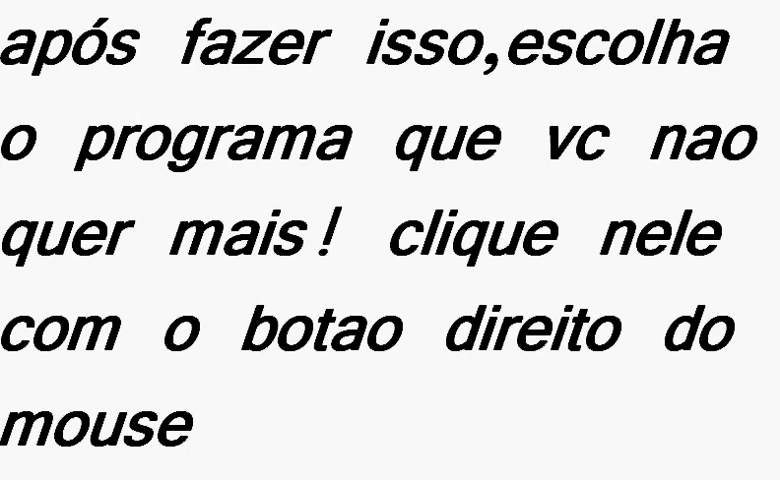 após fazer isso,escolha
o programa que vc nao
quer mais! clique nele
com o botao direito do
mouse